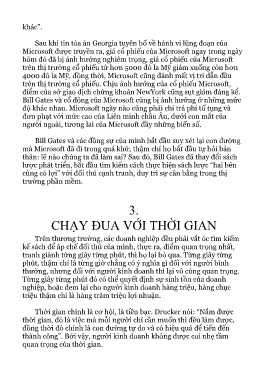 khác".
Sau khi tin tòa án Georgia tuyên bố về hành vi lũng đoạn của
Microsoft được truyền ra, giá cổ phiếu của Microsoft ngay trong ngày
hôm đó đã bị ảnh hưởng nghiêm trọng, giá cổ phiếu của Microsoft
trên thị trường cổ phiếu từ hơn 5000 đô la Mỹ giảm xuống còn hơn
4000 đô la Mỹ, đồng thời, Microsoft cũng đánh mất vị trí dẫn đầu
trên thị trường cổ phiếu. Chịu ảnh hưởng của cổ phiếu Microsoft,
điểm của sở giao dịch chứng khoán NewYork cũng sụt giảm đáng kể.
Bill Gates và cổ đông của Microsoft cũng bị ảnh hưởng ở những mức
độ khác nhau. Microsoft ngày nào cũng phải chi trả phí tố tụng và
đơn phạt với mức cao của Liên minh châu Âu, dưới con mắt của
người ngoài, tương lai của Microsoft đầy những biến số.
Bill Gates và các đồng sự của mình bắt đầu suy xét lại con đường
mà Microsoft đã đi trong quá khứ, thậm chí họ bắt đầu tự hỏi bản
thân: lẽ nào chúng ta đã làm sai? Sau đó, Bill Gates đã thay đổi sách
lược phát triển, bắt đầu tìm kiếm cách thực hiện sách lược "hai bên
cùng có lợi" với đối thủ cạnh tranh, duy trì sự cân bằng trong thị
trường phần mềm.
3.
CHẠY ĐUA VỚI THỜI GIAN
Trên thương trường, các doanh nghiệp đều phải vắt óc tìm kiếm
kế sách để áp chế đối thủ của mình, thực ra, điểm quan trọng nhất,
tranh giành từng giây từng phút, thì họ lại bỏ qua. Từng giây từng
phút, thậm chí là từng giờ chẳng có ý nghĩa gì đối với người bình
thường, nhưng đối với người kinh doanh thì lại vô cùng quan trọng.
Từng giây từng phút đó có thể quyết định sự sinh tồn của doanh
nghiệp, hoặc đem lại cho người kinh doanh hàng triệu, hàng chục
triệu thậm chí là hàng trăm triệu lợi nhuận.
Thời gian chính là cơ hội, là tiền bạc. Drucker nói: "Nắm được
thời gian, đó là việc mà mỗi người chỉ cần muốn thì đều làm được,
đồng thời đó chính là con đường tự do và có hiệu quả để tiến đến
thành công". Bởi vậy, người kinh doanh không được coi nhẹ tầm
quan trọng của thời gian.